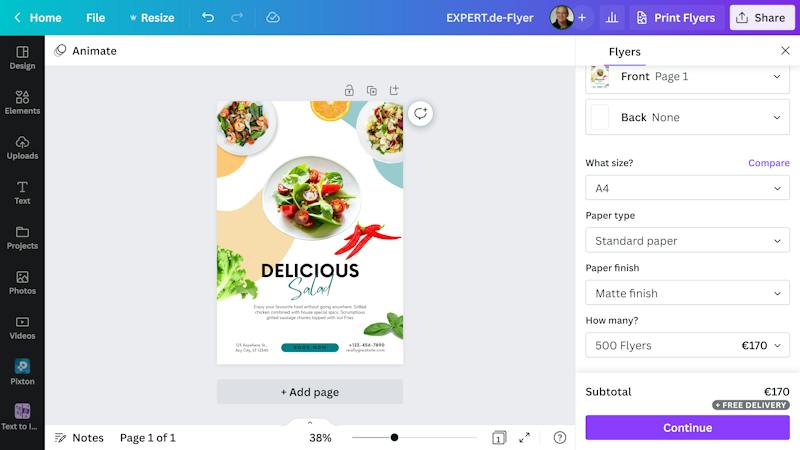 Home
File
Resize
EXPERT.de-Flyer
+
Print Flyers
Share
Design
Elements
Uploads
Text
Projects
Photos
Videos
Pixton
Text to I...
Animate
DELICIOUS
Salad
Enjoy your favourite food without going anywhere. Grilled
chicken combined with house special spicy. Scrumptious
grilled sausage chunks topped with our Fries
123 Anywhere St.,
Any City, ST 12345
BOOK NOW
+123-456-7890
reallygreatsite.com
+ Add page
Notes
Page 1 of 1
38%
1
?
Flyers
Front Page 1
Back None
What size?
Compare
A4
Paper type
Standard paper
Paper finish
Matte finish
How many?
500 Flyers €170
Subtotal €170
+ FREE DELIVERY
Continue